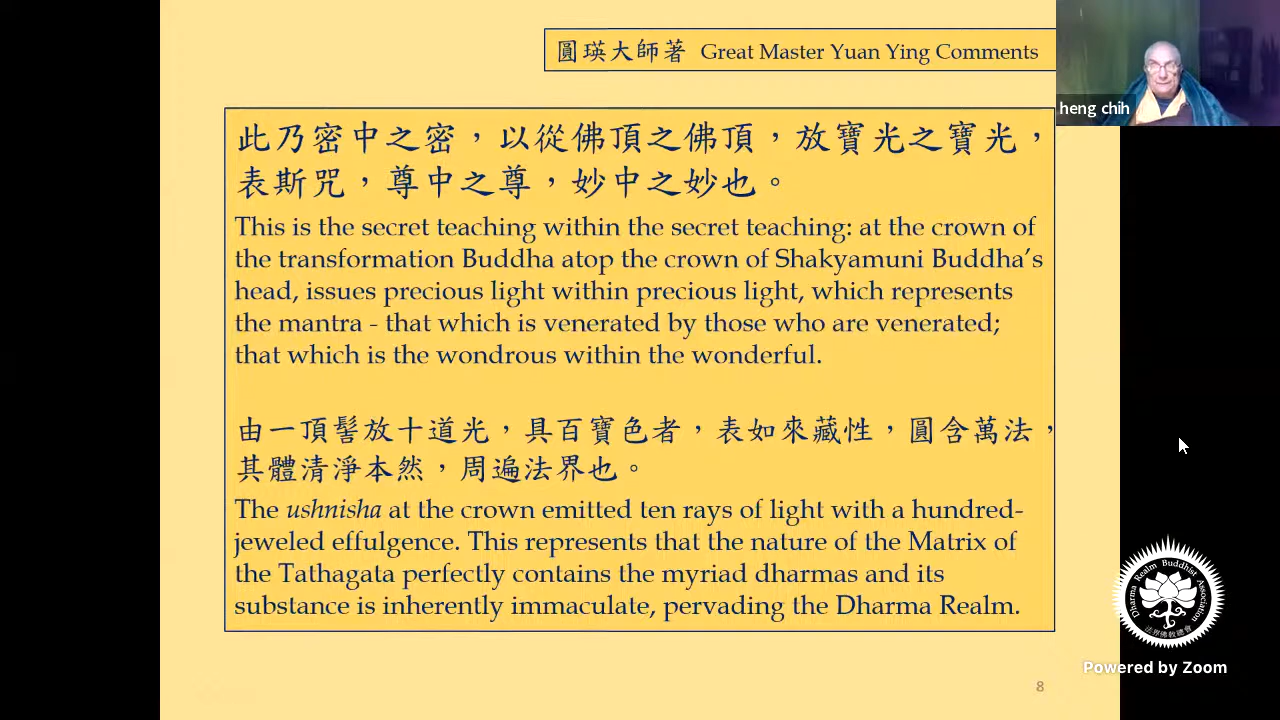 圓瑛大師著 Great Master Yuan Ying Comments
heng chih
此乃密中之密，以從佛頂之佛頂，放寶光之寶光，
表斯咒，尊中之尊，妙中之妙也。
This is the secret teaching within the secret teaching: at the crown of
the transformation Buddha atop the crown of Shakyamuni Buddha's
head, issues precious light within precious light, which represents
the mantra - that which is venerated by those who are venerated;
that which is the wondrous within the wonderful.
由一頂髻放十道光，具百寶色者，表如來藏性，圓含萬法，
其體清淨本然，周遍法界也。
The ushnisha at the crown emitted ten rays of light with a hundred-
jeweled effulgence. This represents that the nature of the Matrix of
the Tathagata perfectly contains the myriad dharmas and its
substance is inherently immaculate, pervading the Dharma Realm.
Dharma Realm Buddhist Association
法界佛教總會
Powered by Zoom
8